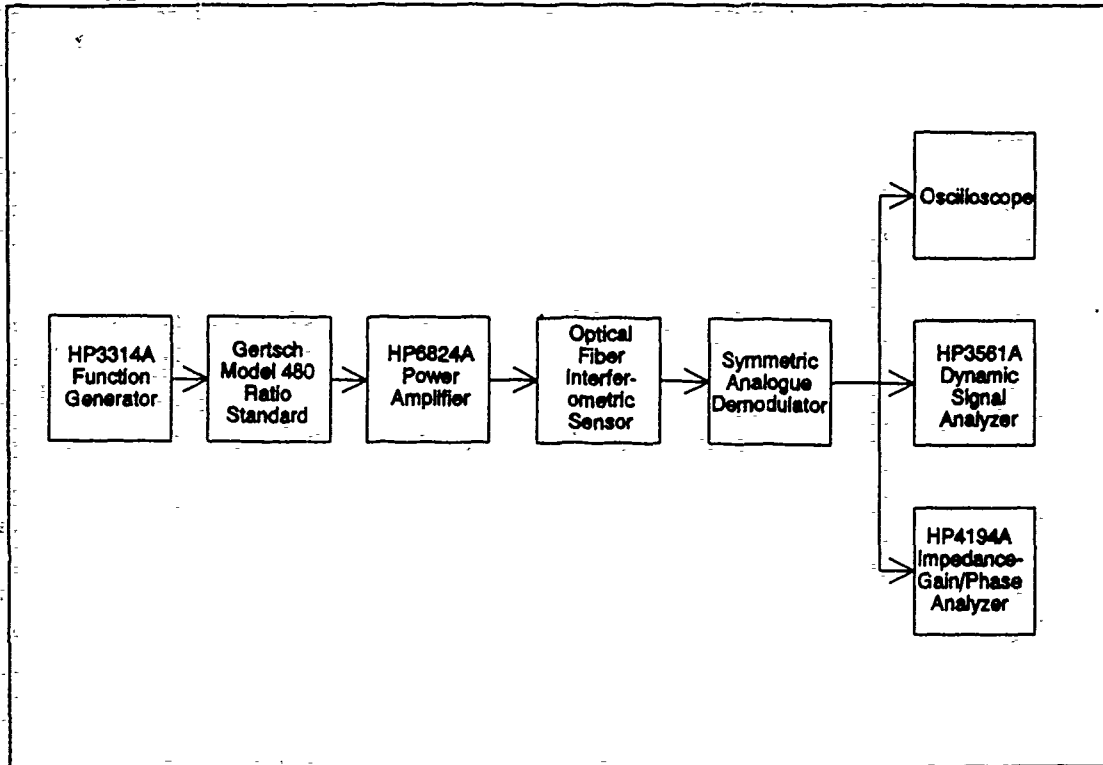 HP3314A
Function
Generator
Gertsch
Model 480
Ratio
Standard
HP6824A
Power
Amplifier
Optical
Fiber
Interfer-
ometric
Sensor
Symmetric
Analogue
Demodulator
Oscilloscope
HP3561A
Dynamic
Signal
Analyzer
HP4194A
Impedance-
Gain/Phase
Analyzer